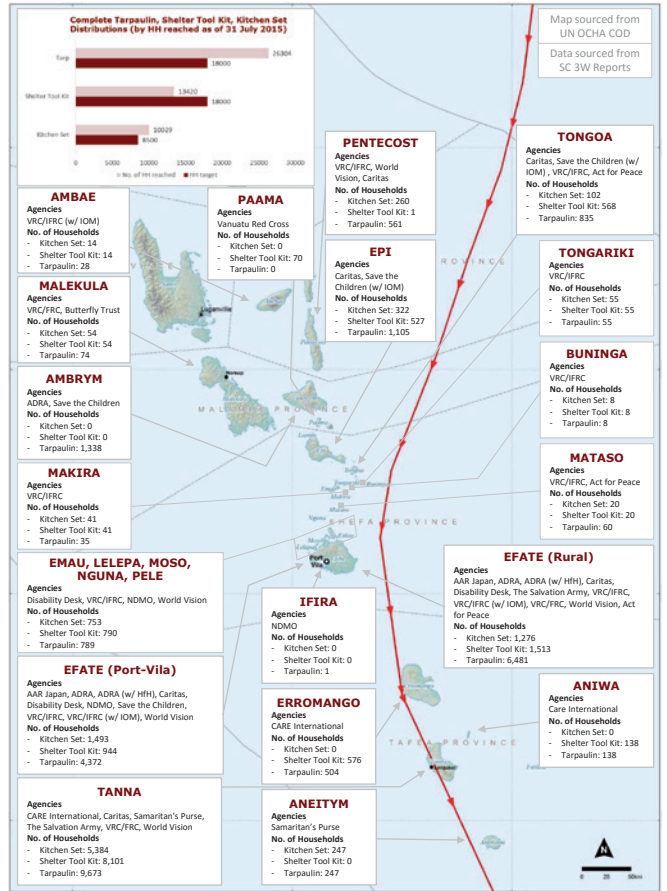 Complete Tarpaulin, Shelter Tool Kit, Kitchen Set
Distributions (by HH reached as of 31 July 2015)
Tarp
26304
18000
Shelter Tool Kit
13420
18000
Kitchen Set
10029
8500
0 5000 10000 15000 20000 25000 30000
No. of HH reached HH target
Map sourced from
UN OCHA COD
Data sourced from
SC 3W Reports
PENTECOST
Agencies
VRC/IFRC, World
Vision, Caritas
No. of Households
- Kitchen Set: 260
- Shelter Tool Kit: 1
- Tarpaulin: 561
TONGOA
Agencies
Caritas, Save the Children (w/
IOM) , VRC/IFRC, Act for Peace
No. of Households
- Kitchen Set: 102
- Shelter Tool Kit: 568
- Tarpaulin: 835
AMBAE
Agencies
VRC/IFRC (w/ IOM)
No. of Households
- Kitchen Set: 14
- Shelter Tool Kit: 14
- Tarpaulin: 28
PAAMA
Agencies
Vanuatu Red Cross
No. of Households
- Kitchen Set: 0
- Shelter Tool Kit: 70
- Tarpaulin: 0
EPI
Agencies
Caritas, Save the
Children (w/ IOM)
No. of Households
- Kitchen Set: 322
- Shelter Tool Kit: 527
- Tarpaulin: 1,105
TONGARIKI
Agencies
VRC/IFRC
No. of Households
- Kitchen Set: 55
- Shelter Tool Kit: 55
- Tarpaulin: 55
MALEKULA
Agencies
VRC/FRC, Butterfly Trust
No. of Households
- Kitchen Set: 54
- Shelter Tool Kit: 54
- Tarpaulin: 74
BUNINGA
Agencies
VRC/IFRC
No. of Households
- Kitchen Set: 8
- Shelter Tool Kit: 8
- Tarpaulin: 8
AMBRYM
Agencies
ADRA, Save the Children
No. of Households
- Kitchen Set: 0
- Shelter Tool Kit: 0
- Tarpaulin: 1,338
MAKIRA
Agencies
VRC/IFRC
No. of Households
- Kitchen Set: 41
- Shelter Tool Kit: 41
- Tarpaulin: 35
MATASO
Agencies
VRC/IFRC, Act for Peace
No. of Households
- Kitchen Set: 20
- Shelter Tool Kit: 20
- Tarpaulin: 60
PROVINCE
Luganville
Norsup
PROVINCE
PROVINCE
Port
Vila
EMAU, LELEPA, MOSO,
NGUNA, PELE
Agencies
Disability Desk, VRC/IFRC, NDMO, World Vision
No. of Households
- Kitchen Set: 753
- Shelter Tool Kit: 790
- Tarpaulin: 789
EFATE (Rural)
Agencies
AAR Japan, ADRA, ADRA (w/ HfH), Caritas,
Disability Desk, The Salvation Army, VRC/IFRC,
VRC/IFRC (w/ IOM), VRC/FRC, World Vision, Act
for Peace
No. of Households
- Kitchen Set: 1,276
- Shelter Tool Kit: 1,513
- Tarpaulin: 6,481
IFIRA
Agencies
NDMO
No. of Households
- Kitchen Set: 0
- Shelter Tool Kit: 0
- Tarpaulin: 1
EFATE (Port-Vila)
Agencies
AAR Japan, ADRA, ADRA (w/ HfH), Caritas,
Disability Desk, NDMO, Save the Children,
VRC/IFRC, VRC/IFRC (w/ IOM), World Vision
No. of Households
- Kitchen Set: 1,493
- Shelter Tool Kit: 944
- Tarpaulin: 4,372
ERROMANGO
Agencies
CARE International
No. of Households
- Kitchen Set: 0
- Shelter Tool Kit: 576
- Tarpaulin: 504
ANIWA
Agencies
Care International
No. of Households
- Kitchen Set: 0
- Shelter Tool Kit: 138
- Tarpaulin: 138
TAFEA PROVINCE
TANNA
Agencies
CARE International, Caritas, Samaritan's Purse,
The Salvation Army, VRC/FRC, World Vision
No. of Households
- Kitchen Set: 5,384
- Shelter Tool Kit: 8,101
- Tarpaulin: 9,673
ANEITYM
Agencies
Samaritan's Purse
No. of Households
- Kitchen Set: 247
- Shelter Tool Kit: 0
- Tarpaulin: 247
N